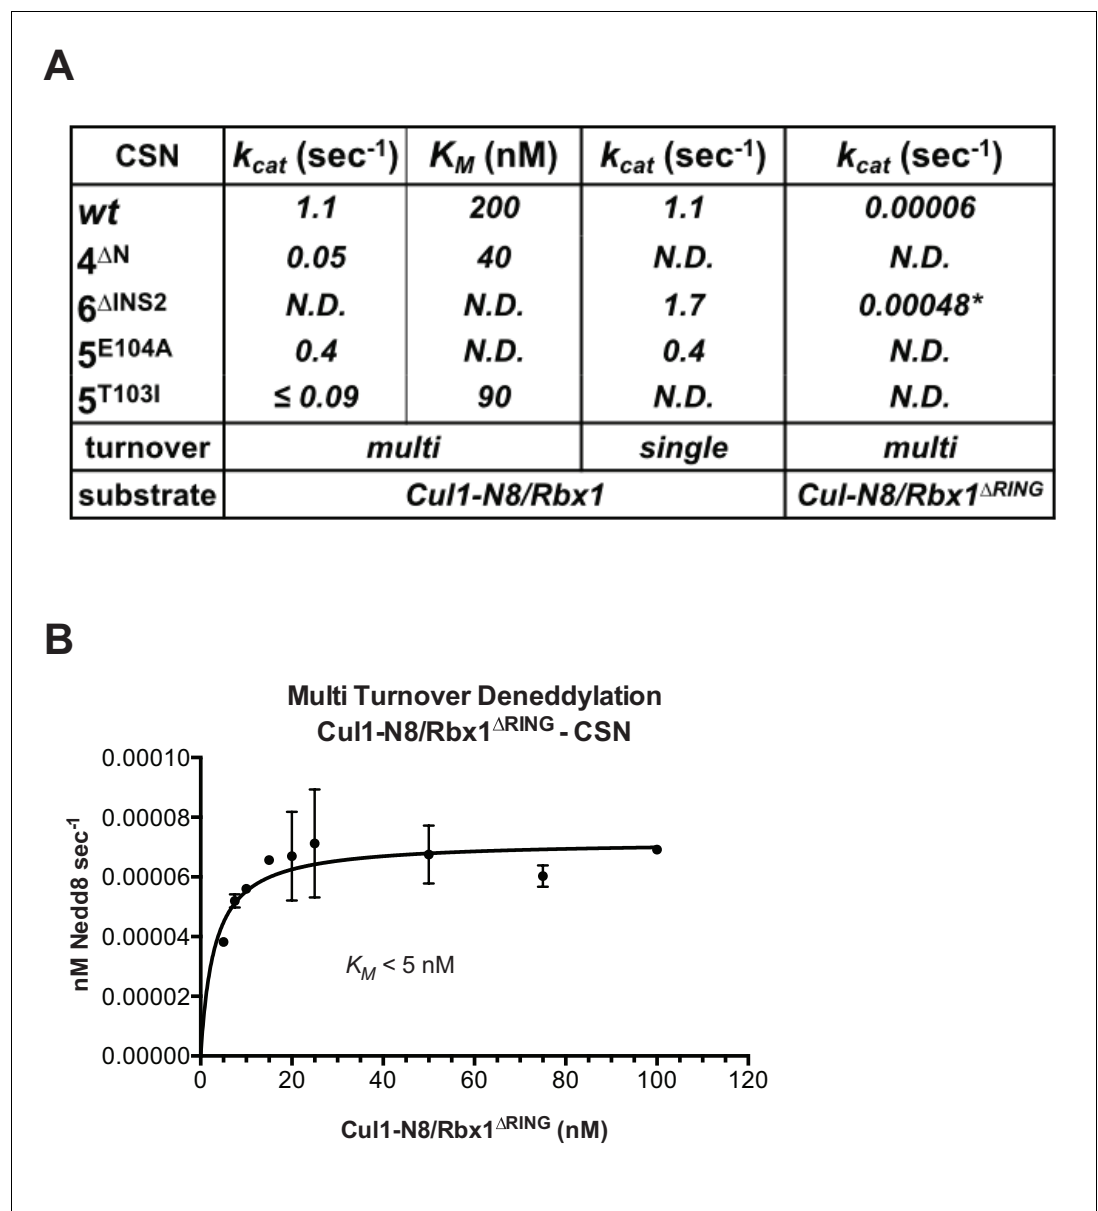 A
CSN kcat (sec-1) KM (nM) kcat (sec-1) kcat (sec-1)
wt 1.1 200 1.1 0.00006
4ΔN 0.05 40 N.D. N.D.
6ΔINS2 N.D. N.D. 1.7 0.00048*
5E104A 0.4 N.D. 0.4 N.D.
5T103I ≤ 0.09 90 N.D. N.D.
turnover multi single multi
substrate Cul1-N8/Rbx1 Cul-N8/Rbx1ΔRING
B
Multi Turnover Deneddylation
Cul1-N8/Rbx1ΔRING - CSN
nM Nedd8 sec-1
0.00010
0.00008
0.00006
0.00004
0.00002
0.00000
KM < 5 nM
0 20 40 60 80 100 120
Cul1-N8/Rbx1ΔRING (nM)